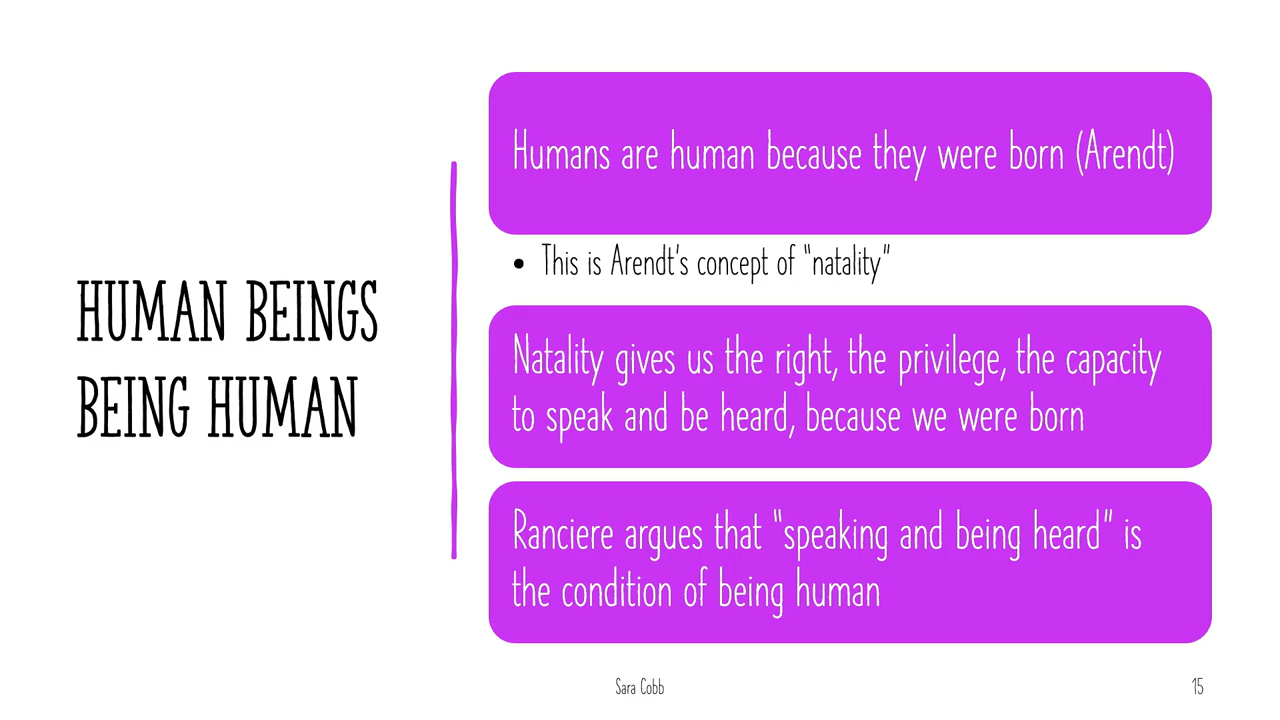 HUMAN BEINGS
BEING HUMAN
Humans are human because they were born (Arendt)
• This is Arendt's concept of "natality"
Natality gives us the right, the privilege, the capacity
to speak and be heard, because we were born
Ranciere argues that "speaking and being heard" is
the condition of being human
Sara Cobb
15